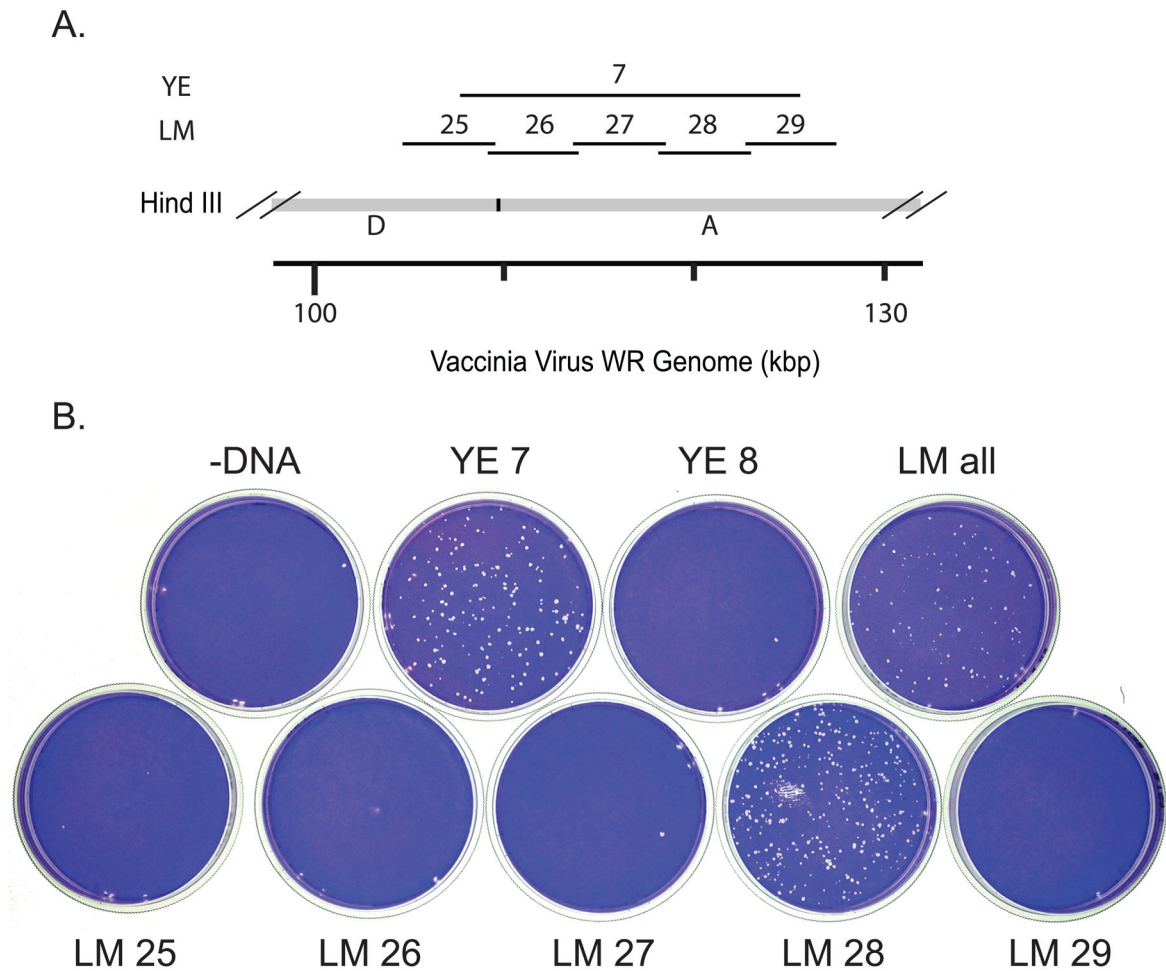 A.
YE 7
LM 25 26 27 28 29
Hind III
D A
100 130
Vaccinia Virus WR Genome (kbp)
B.
-DNA YE 7 YE 8 LM all
LM 25 LM 26 LM 27 LM 28 LM 29